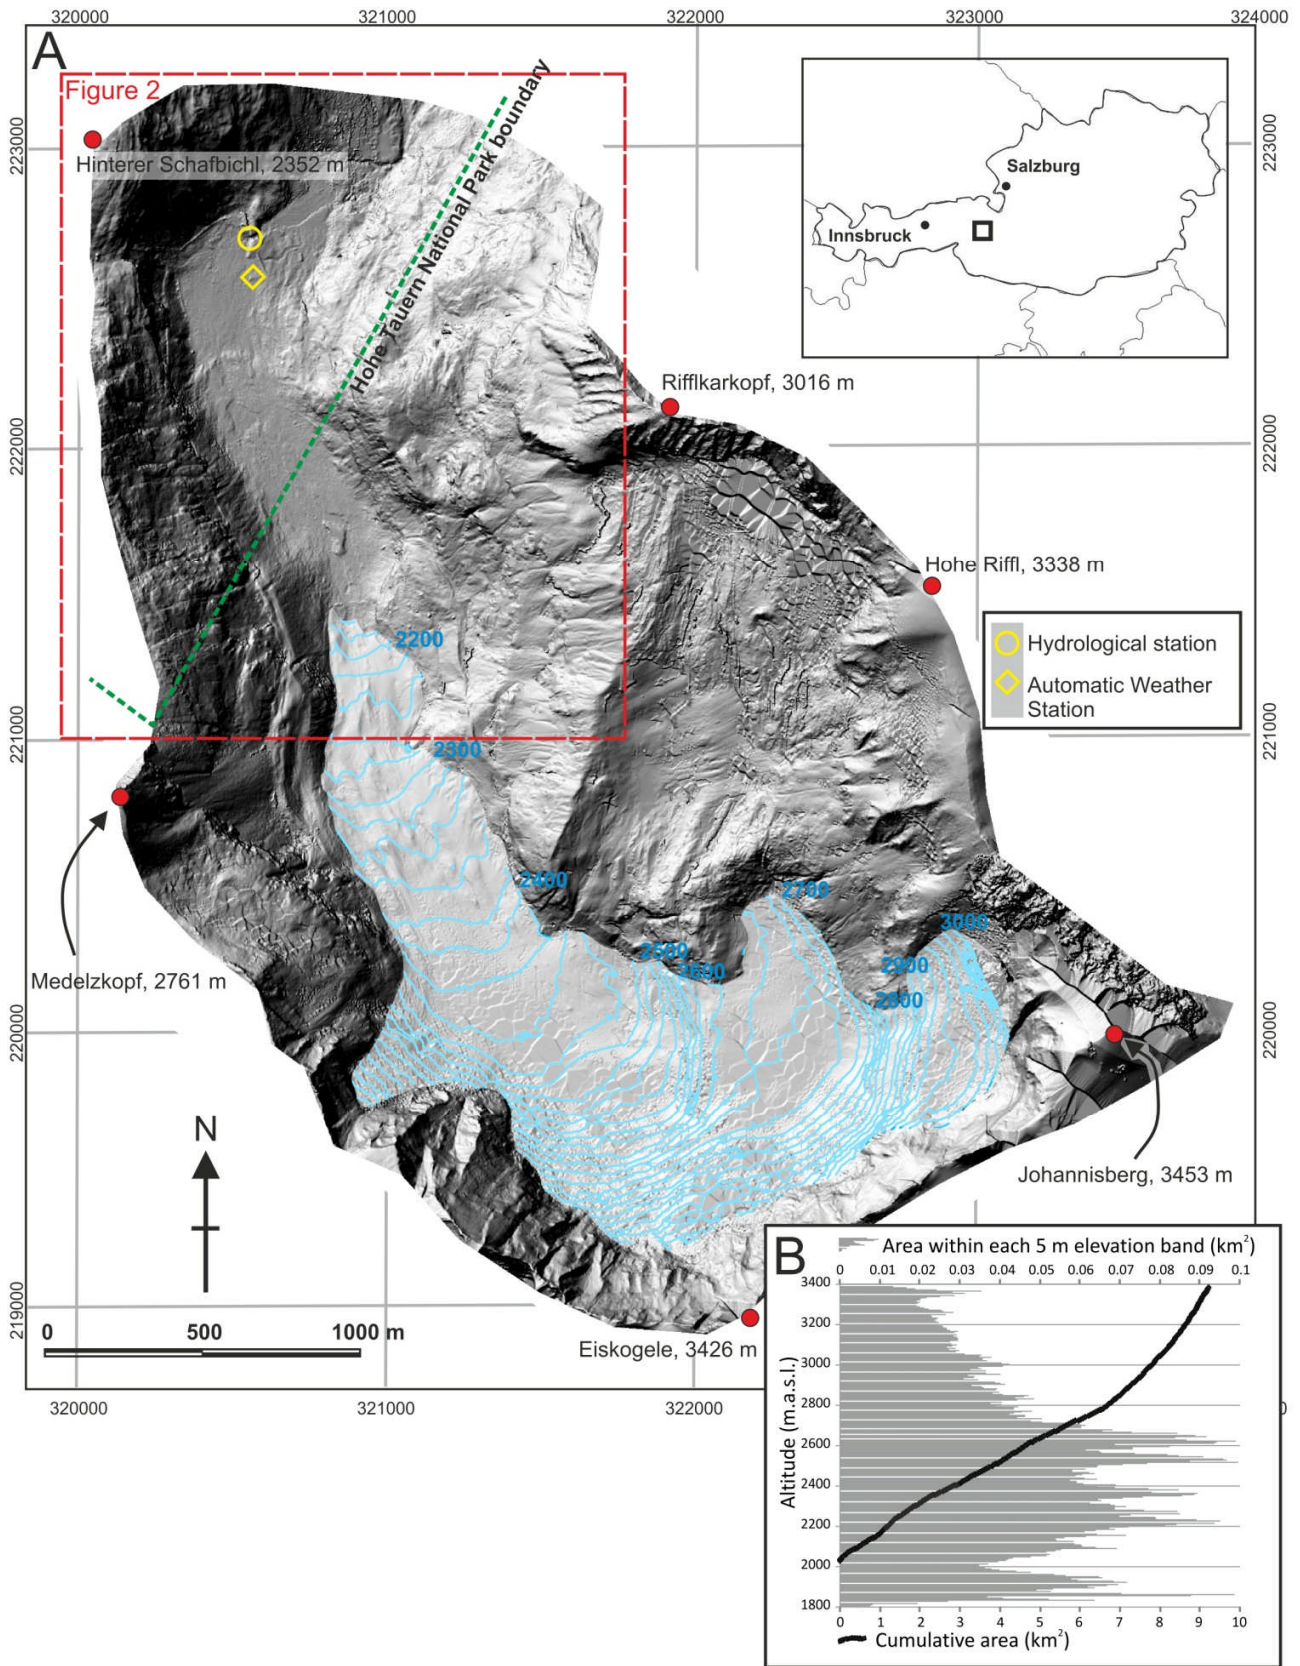 320000
321000
322000
323000
324000
A
Figure 2
223000
223000
Hinterer Schafbichl, 2352 m
Hohe Tauern National Park boundary
Salzburg
Innsbruck
Rifflkarkopf, 3016 m
222000
222000
Hohe Riffl, 3338 m
Hydrological station
Automatic Weather
Station
2200
221000
221000
2300
2400
2700
3000
2500
2600
2900
2800
Medelzkopf, 2761 m
220000
220000
N
Johannisberg, 3453 m
219000
0 500 1000 m
Eiskogele, 3426 m
320000
321000
322000
0
B
Area within each 5 m elevation band (km²)
0 0.01 0.02 0.03 0.04 0.05 0.06 0.07 0.08 0.09 0.1
Altitude (m.a.s.l.)
3400
3200
3000
2800
2600
2400
2200
2000
1800
0 1 2 3 4 5 6 7 8 9 10
Cumulative area (km²)